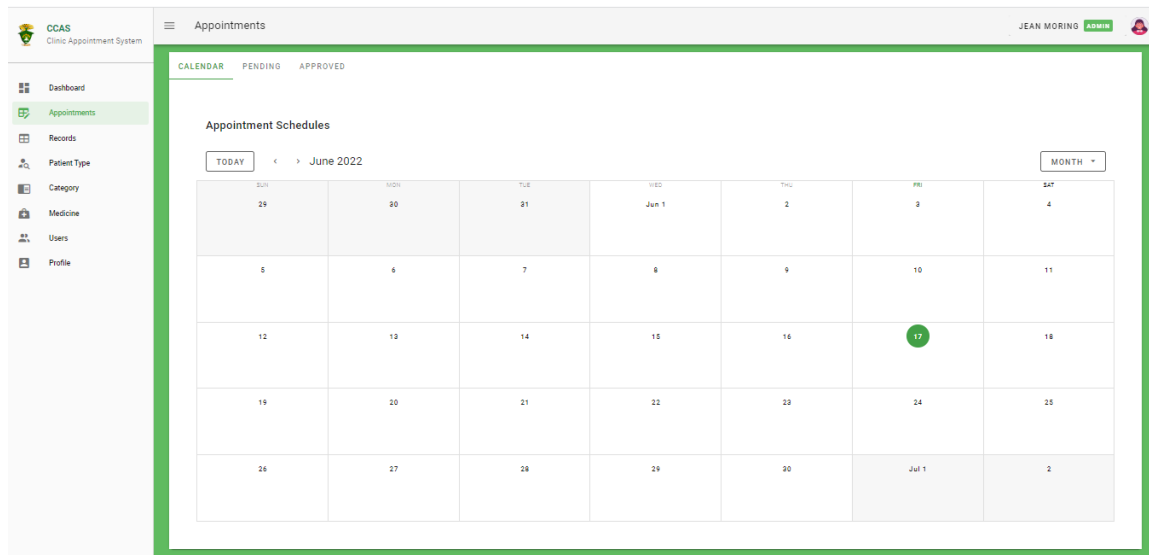 CCAS
Clinic Appointment System
Appointments
JEAN MORING ADMIN
Dashboard
Appointments
Records
Patient Type
Category
Medicine
Users
Profile
CALENDAR PENDING APPROVED
Appointment Schedules
TODAY ‹ › June 2022 MONTH
SUN MON TUE WED THU FRI SAT
29 30 31 Jun 1 2 3 4
5 6 7 8 9 10 11
12 13 14 15 16 17 18
19 20 21 22 23 24 25
26 27 28 29 30 Jul 1 2